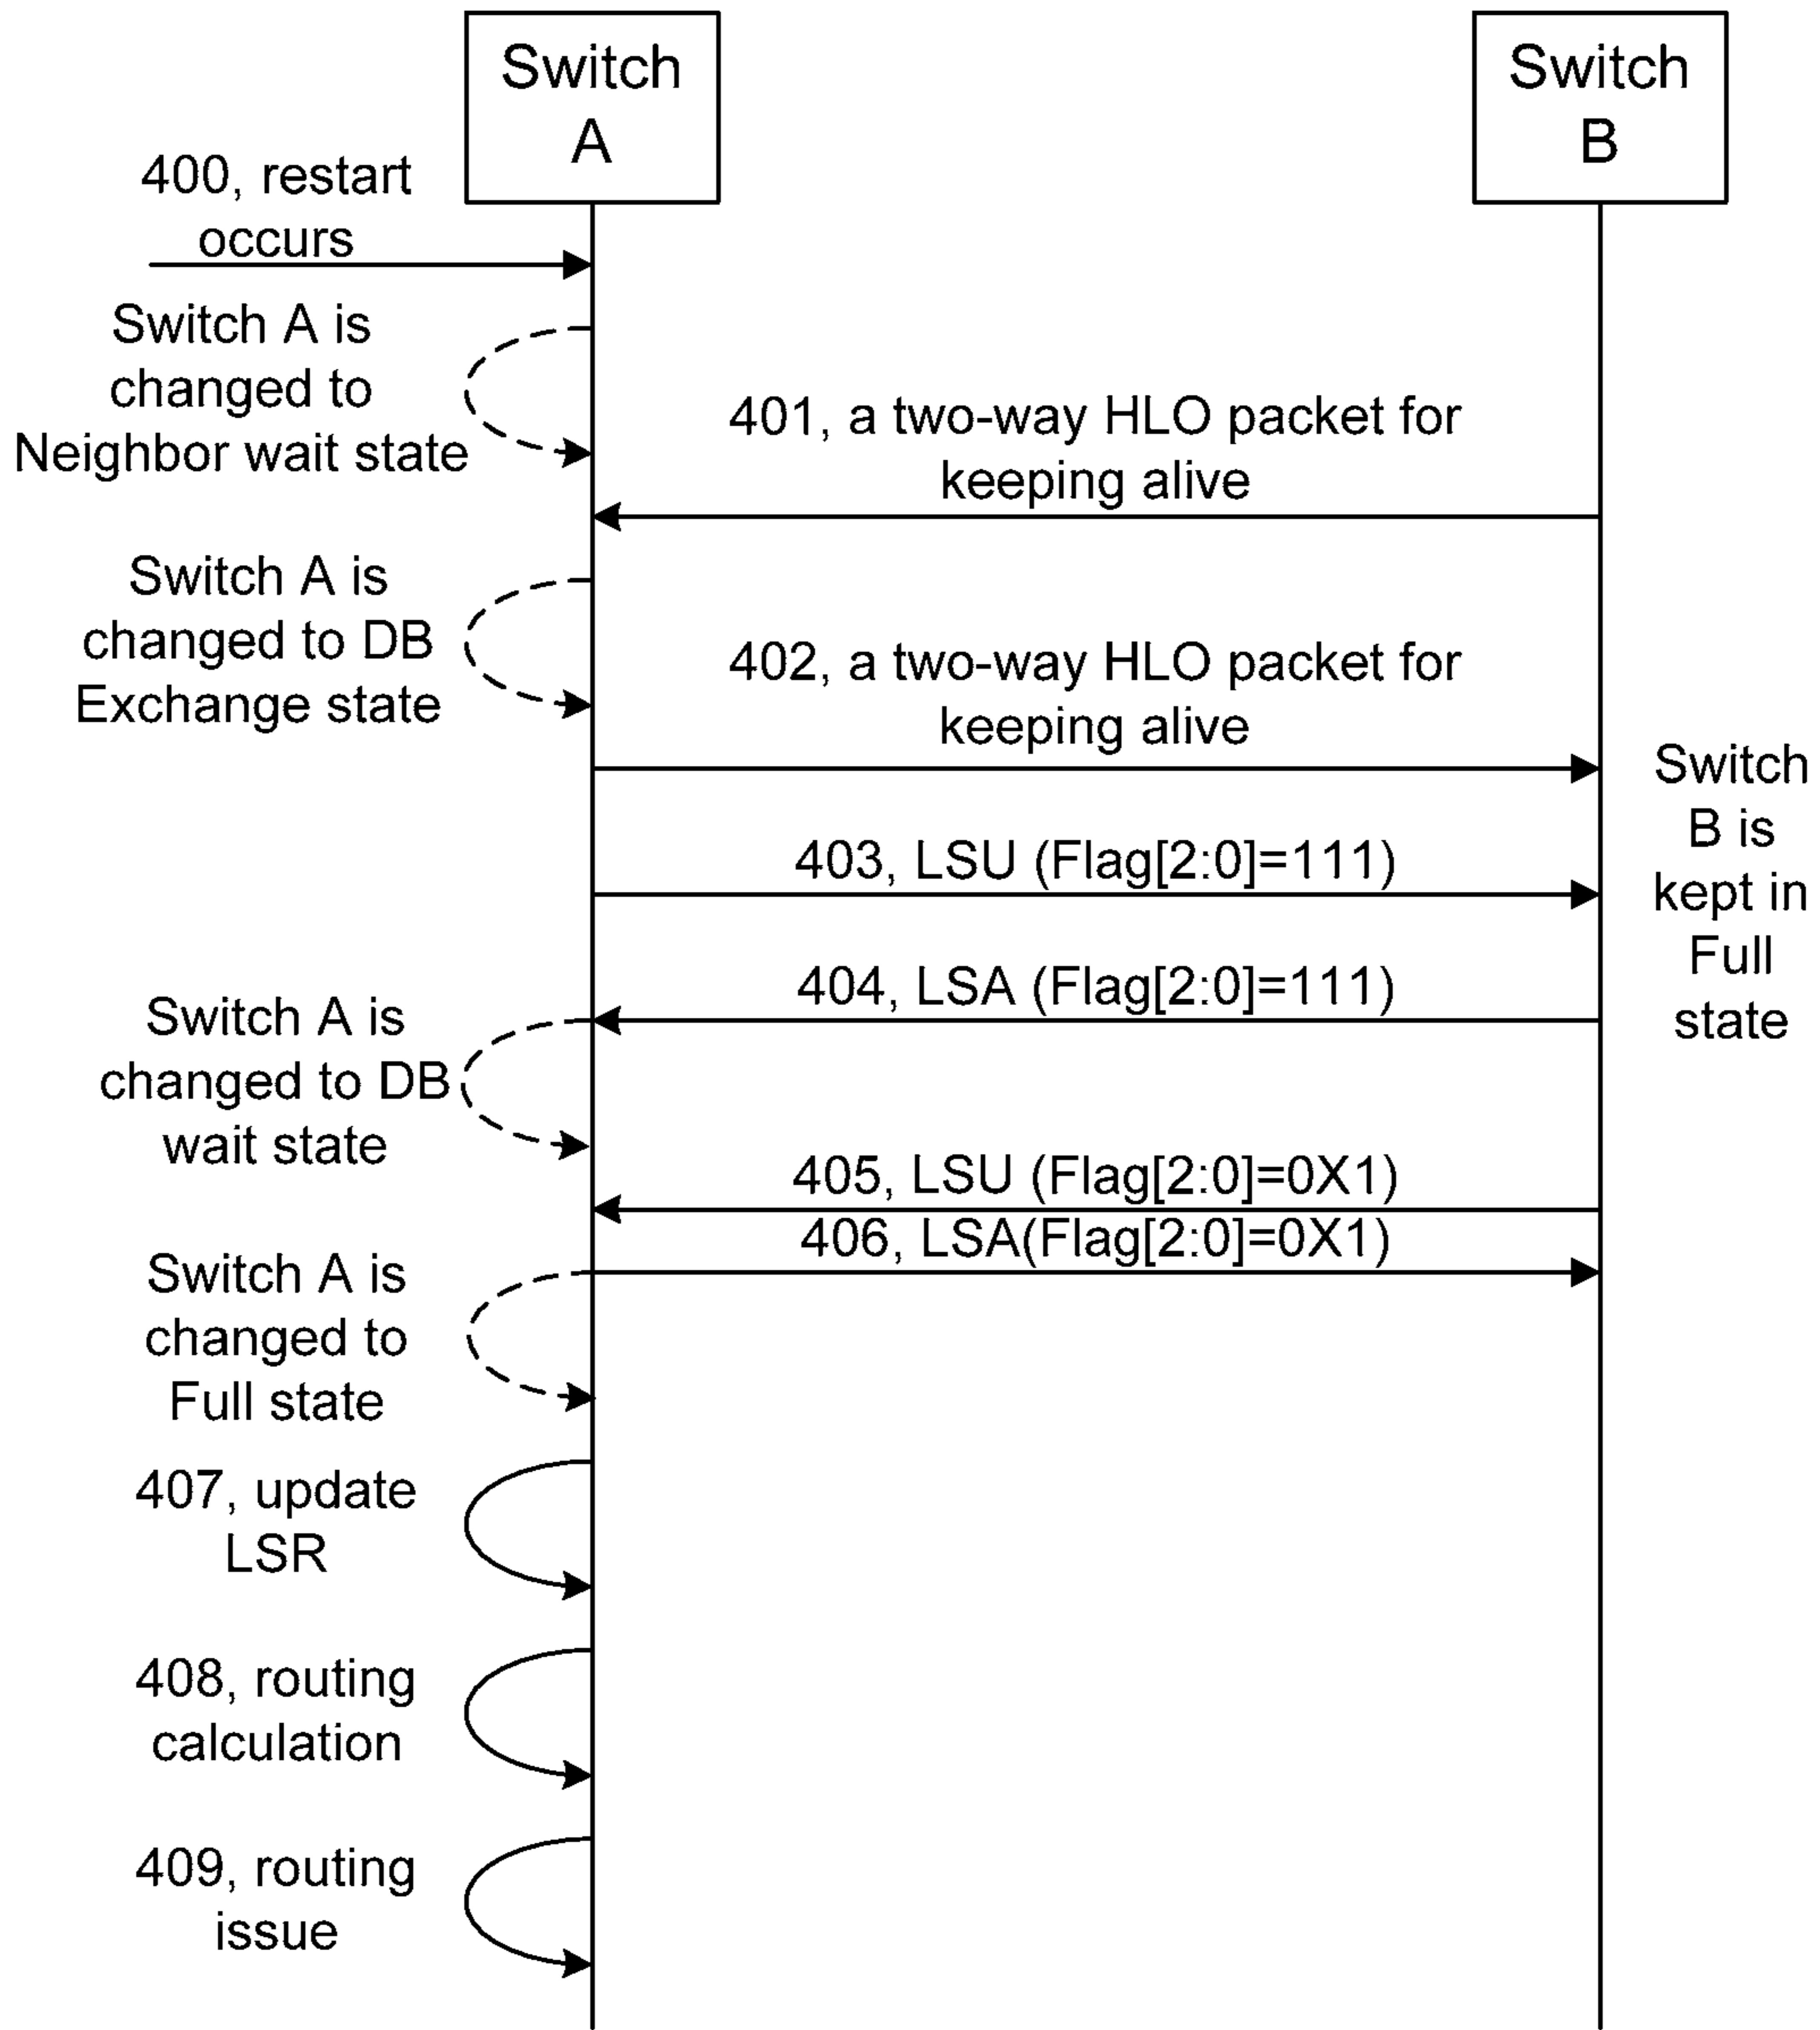 Switch
A
Switch
B
400, restart
occurs
Switch A is
changed to
Neighbor wait state
401, a two-way HLO packet for
keeping alive
Switch A is
changed to DB
Exchange state
402, a two-way HLO packet for
keeping alive
Switch
B is
kept in
Full
state
403, LSU (Flag[2:0]=111)
404, LSA (Flag[2:0]=111)
Switch A is
changed to DB
wait state
405, LSU (Flag[2:0]=0X1)
406, LSA(Flag[2:0]=0X1)
Switch A is
changed to
Full state
407, update
LSR
408, routing
calculation
409, routing
issue